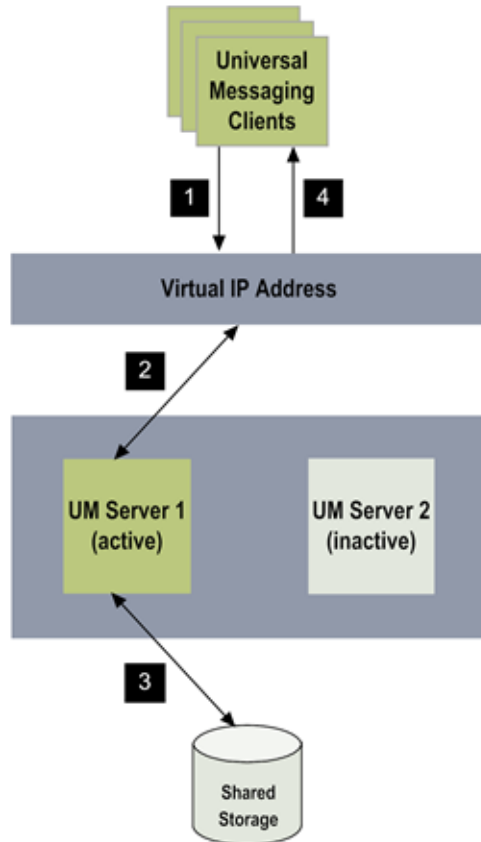 Universal
Messaging
Clients
1
4
Virtual IP Address
2
UM Server 1
(active)
UM Server 2
(inactive)
3
Shared
Storage